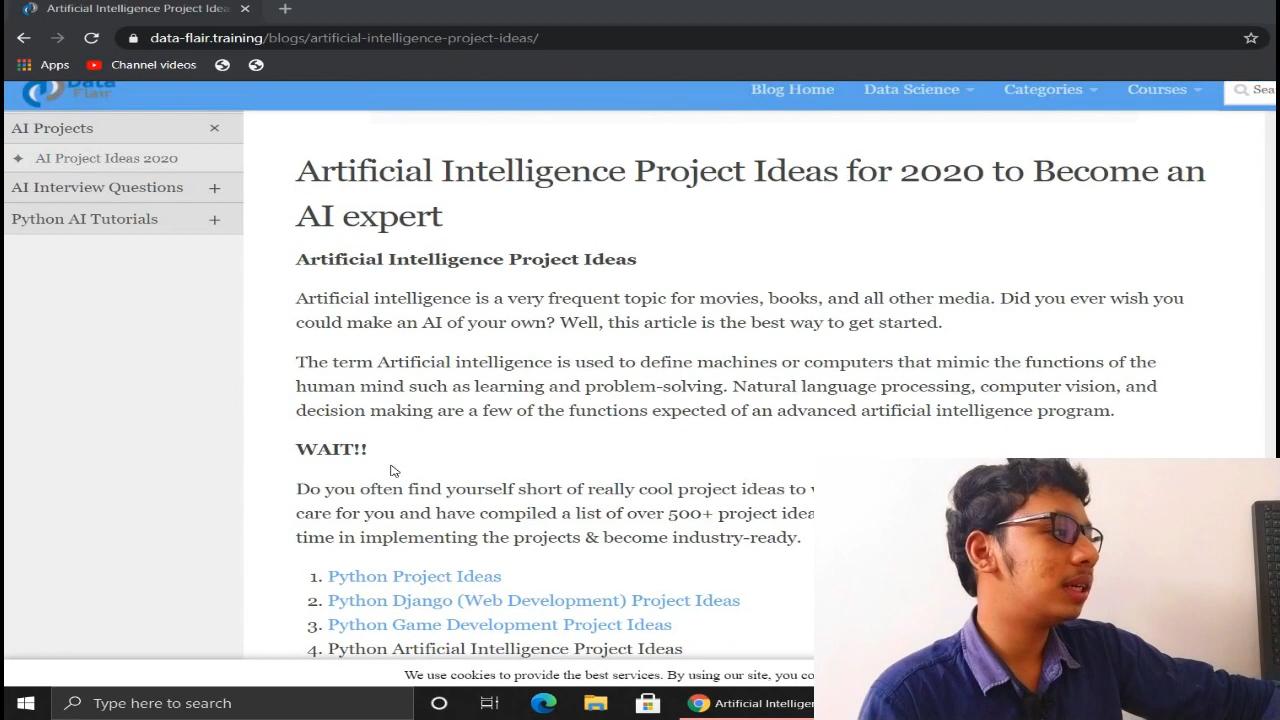 Artificial Intelligence Project Idea
data-flair.training/blogs/artificial-intelligence-project-ideas/
Apps
Channel videos
Data
Flair
Blog Home
Data Science
Categories
Courses
AI Projects
AI Project Ideas 2020
AI Interview Questions
Python AI Tutorials
Artificial Intelligence Project Ideas for 2020 to Become an
AI expert
Artificial Intelligence Project Ideas
Artificial intelligence is a very frequent topic for movies, books, and all other media. Did you ever wish you
could make an AI of your own? Well, this article is the best way to get started.
The term Artificial intelligence is used to define machines or computers that mimic the functions of the
human mind such as learning and problem-solving. Natural language processing, computer vision, and
decision making are a few of the functions expected of an advanced artificial intelligence program.
WAIT!!
Do you often find yourself short of really cool project ideas to
care for you and have compiled a list of over 500+ project
time in implementing the projects & become industry-ready.
1. Python Project Ideas
2. Python Django (Web Development) Project Ideas
3. Python Game Development Project Ideas
4. Python Artificial Intelligence Project Ideas
We use cookies to provide the best services. By using our site, you
Type here to search
Artificial